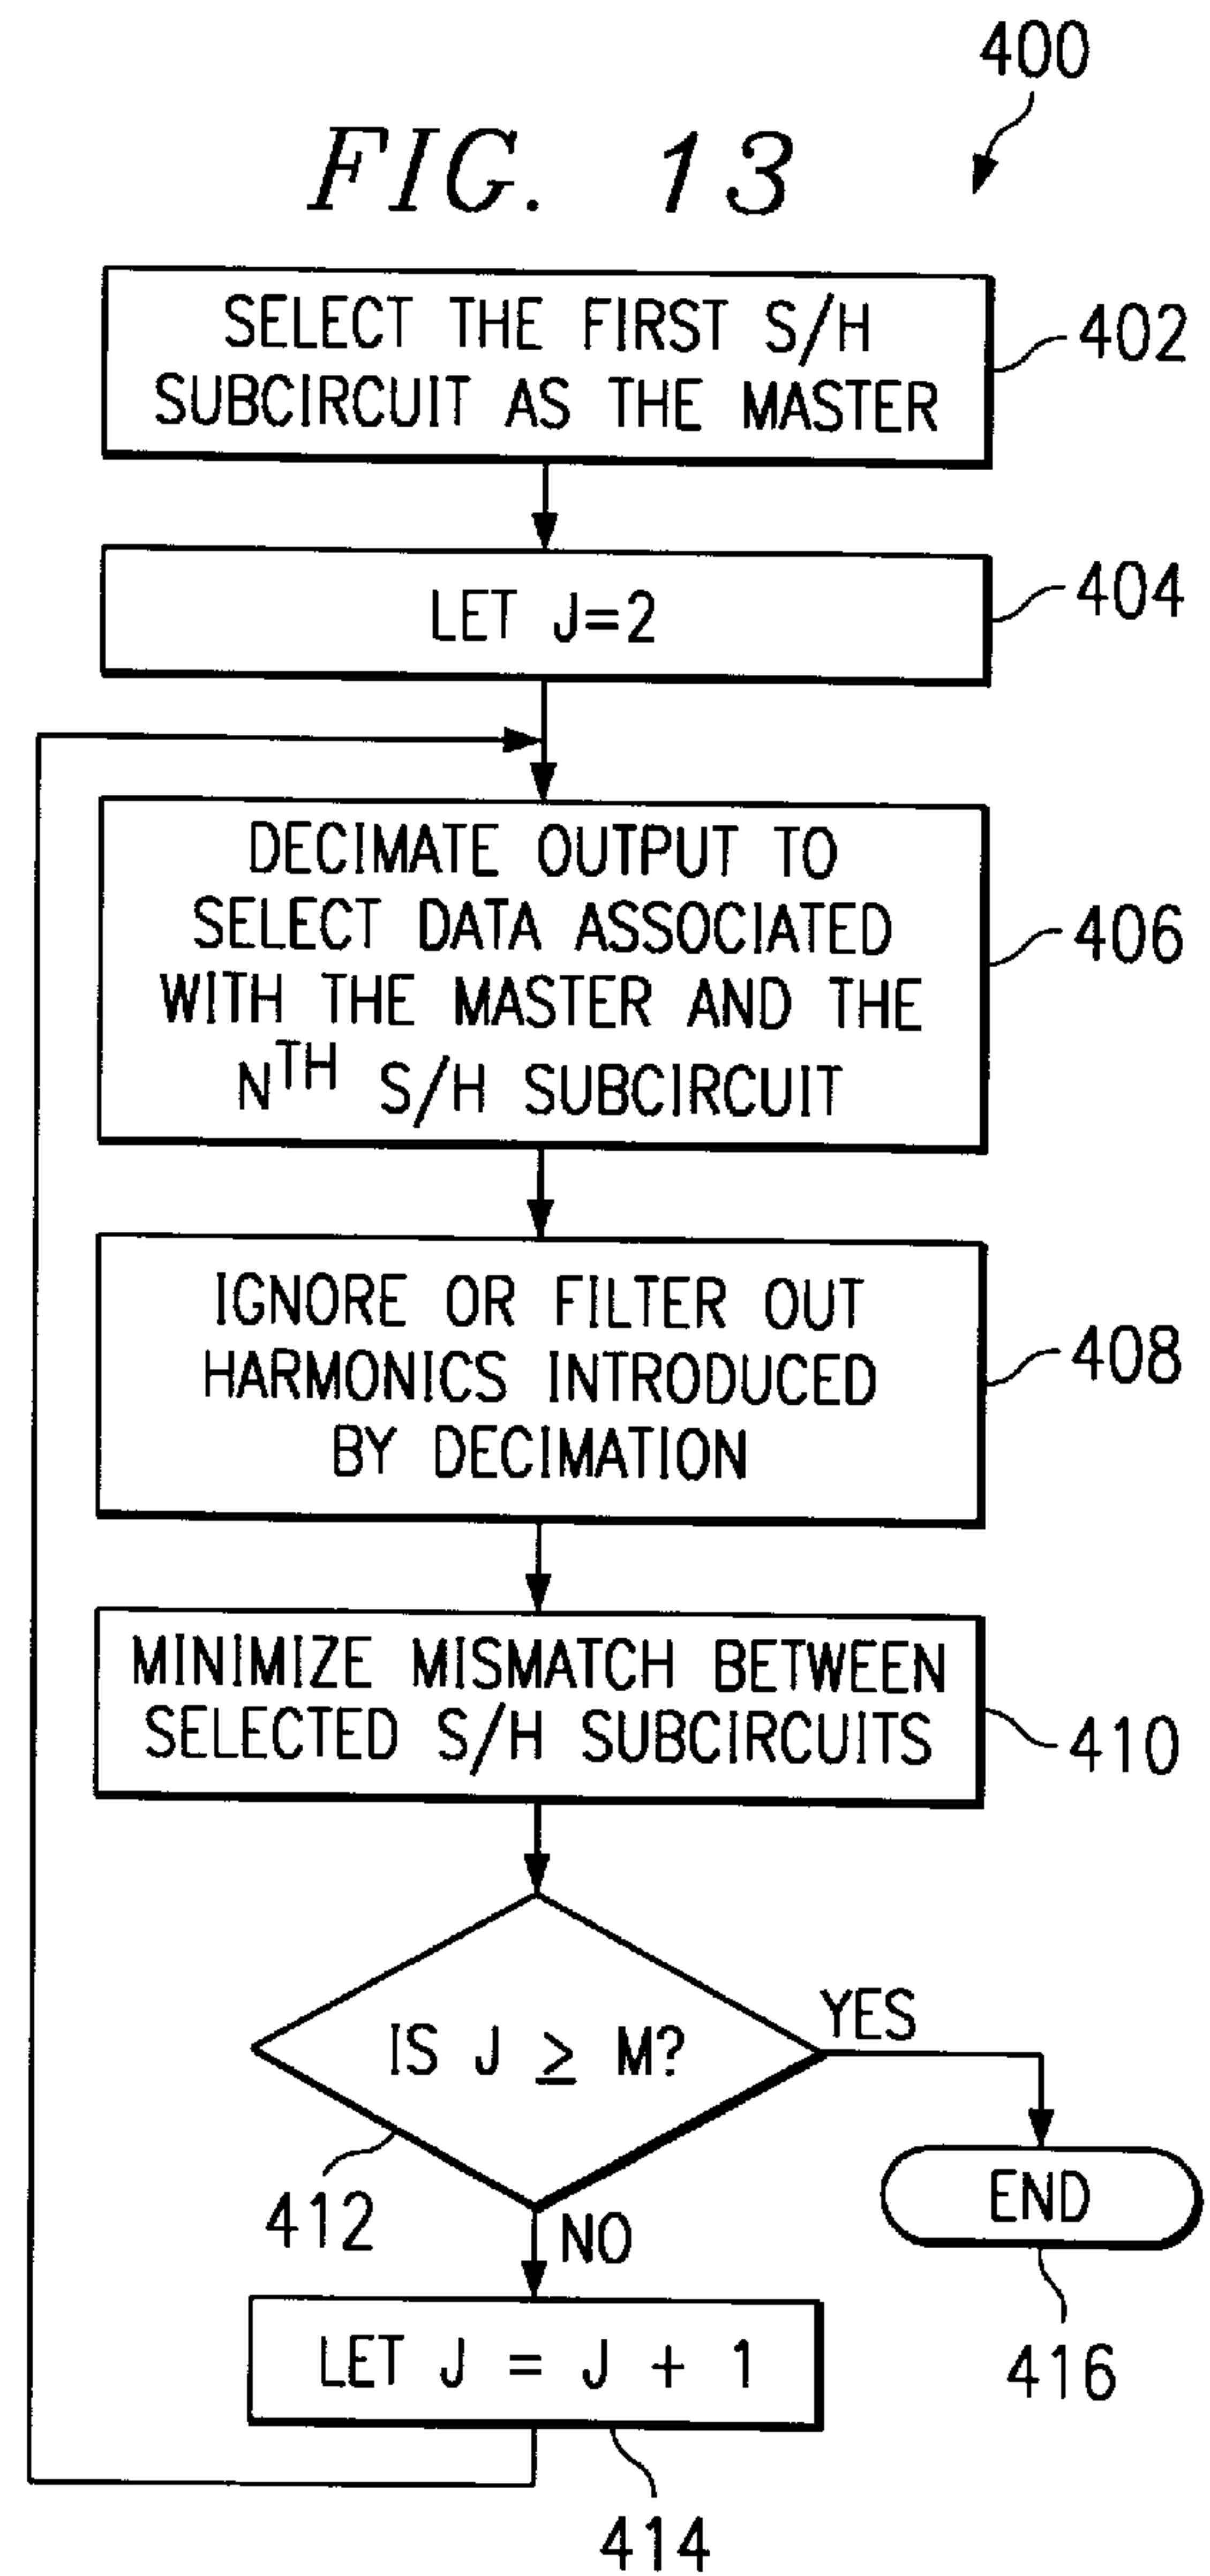 400
FIG. 13
SELECT THE FIRST S/H
SUBCIRCUIT AS THE MASTER
402
LET J=2
404
DECIMATE OUTPUT TO
SELECT DATA ASSOCIATED
WITH THE MASTER AND THE
N^TH S/H SUBCIRCUIT
406
IGNORE OR FILTER OUT
HARMONICS INTRODUCED
BY DECIMATION
408
MINIMIZE MISMATCH BETWEEN
SELECTED S/H SUBCIRCUITS
410
IS J ≥ M?
YES
412
NO
END
416
LET J = J + 1
414